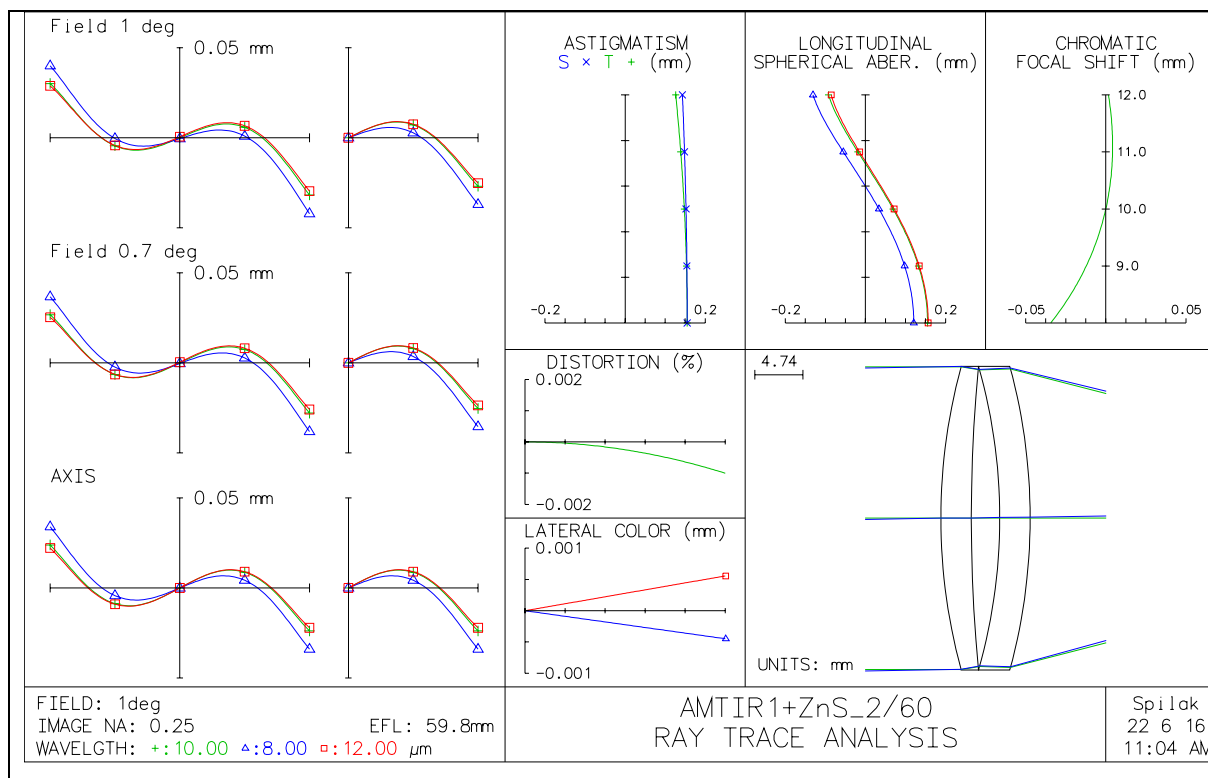 Field 1 deg
0.05 mm
Field 0.7 deg
0.05 mm
AXIS
0.05 mm
ASTIGMATISM
S × T + (mm)
-0.2
0.2
LONGITUDINAL
SPHERICAL ABER. (mm)
-0.2
0.2
CHROMATIC
FOCAL SHIFT (mm)
12.0
11.0
10.0
9.0
-0.05
0.05
DISTORTION (%)
0.002
-0.002
LATERAL COLOR (mm)
0.001
-0.001
4.74
UNITS: mm
FIELD: 1deg
IMAGE NA: 0.25 EFL: 59.8mm
WAVELGTH: +:10.00 △:8.00 □:12.00 μm
AMTIR1+ZnS_2/60
RAY TRACE ANALYSIS
Spilak
22 6 16
11:04 AM